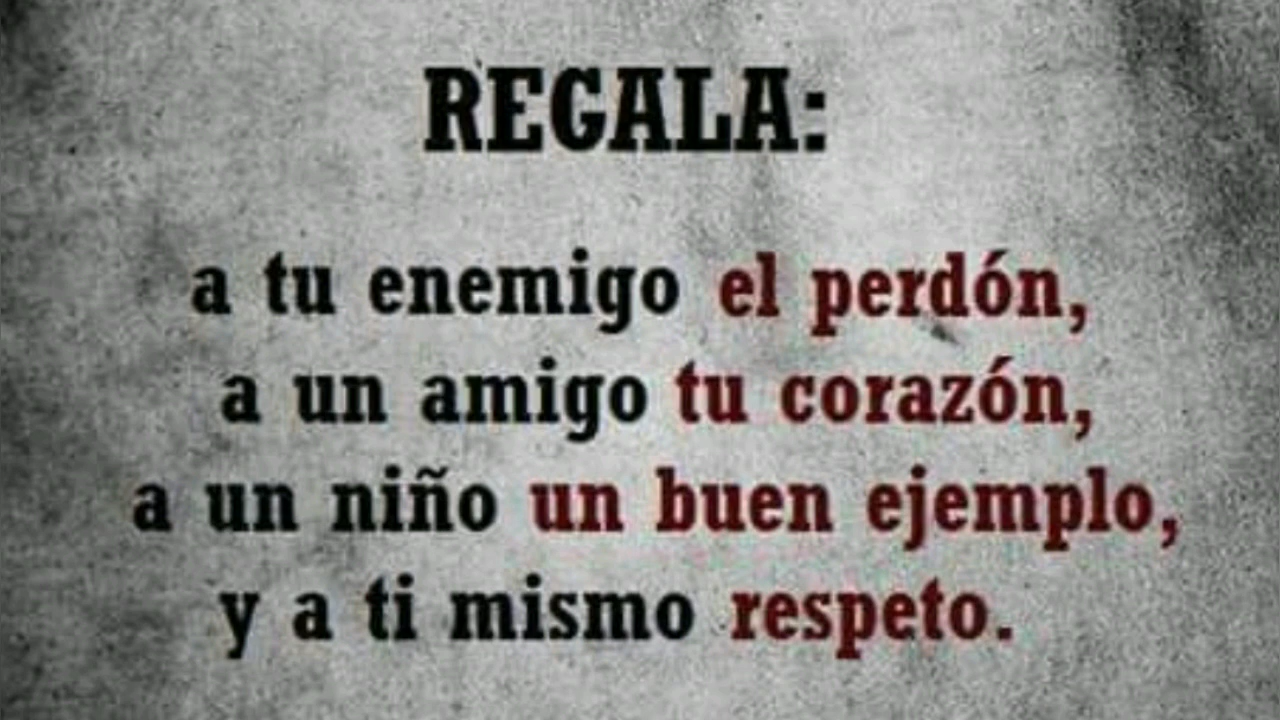 REGALA:
a tu enemigo el perdón,
a un amigo tu corazón,
a un niño un buen ejemplo,
y a ti mismo respeto.